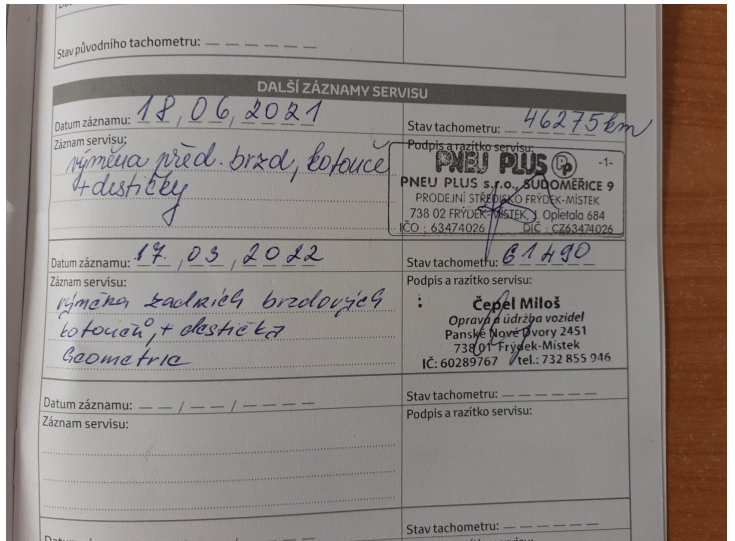 Stav původního tachometru: _ _ _ _ _ _
DALŠÍ ZÁZNAMY SERVISU
Datum záznamu: 18, 06, 2021
Stav tachometru: 46275km
Záznam servisu:
výměna před. brzd, kotouče
+ destičky
Podpis a razítko servisu:
PNEU PLUS PP -1-
PNEU PLUS s.r.o., SUDOMĚŘICE 9
PRODEJNÍ STŘEDISKO FRÝDEK-MÍSTEK
738 02 FRÝDEK-MÍSTEK, J. Opletala 684
IČO : 63474026 DIČ : CZ63474026
Datum záznamu: 17. / 03 / 2022
Stav tachometru: 61490
Záznam servisu:
výměna zadních brzdových
kotoučů, + destička
Geometrie
Podpis a razítko servisu:
Čepel Miloš
Oprava a údržba vozidel
Panské Nové Dvory 2451
738 01 Frýdek-Místek
IČ: 60289767 tel.: 732 855 946
Datum záznamu: _ _ / _ _ / _ _ _ _
Stav tachometru: _ _ _ _ _ _
Záznam servisu:
Podpis a razítko servisu:
Stav tachometru: _ _ _ _ _ _